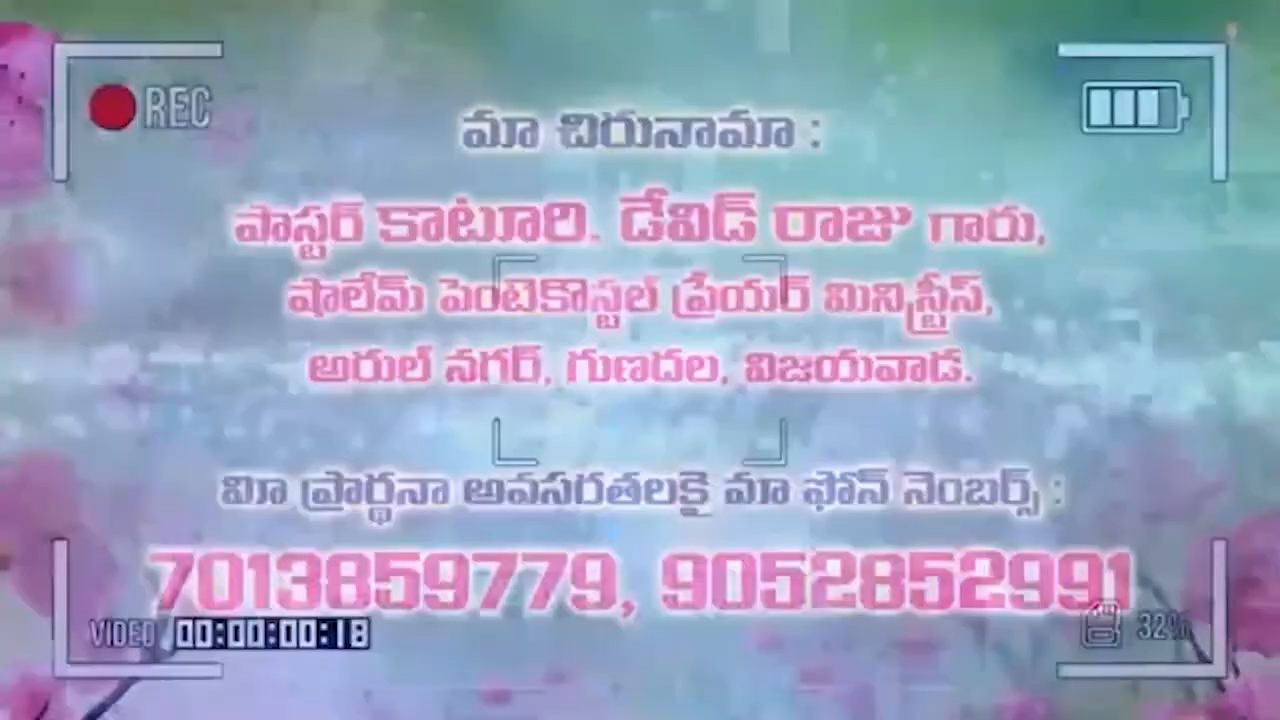 REC
మా చిరునామా :
పాస్టర్ కాటూరి. డేవిడ్ రాజు గారు,
షాలేమ్ పెంటెకొస్టల్ ప్రేయర్ మినిస్ట్రీస్,
అరుల్ నగర్, గుణదల, విజయవాడ.
మీ ప్రార్థనా అవసరతలకై మా ఫోన్ నెంబర్స్ :
7013859779, 9052852991
VIDEO 00:00:00:18
32%